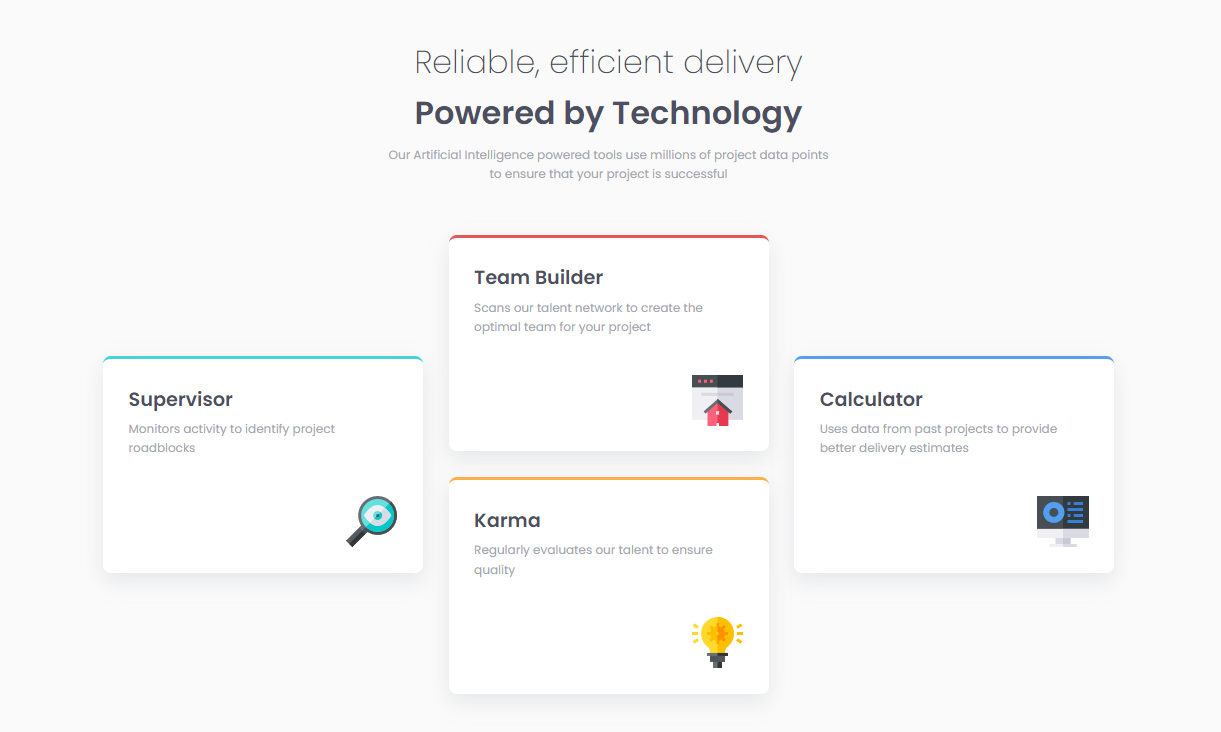 Reliable, efficient delivery
Powered by Technology
Our Artificial Intelligence powered tools use millions of project data points
to ensure that your project is successful
Team Builder
Scans our talent network to create the
optimal team for your project
Supervisor
Monitors activity to identify project
roadblocks
Calculator
Uses data from past projects to provide
better delivery estimates
Karma
Regularly evaluates our talent to ensure
quality